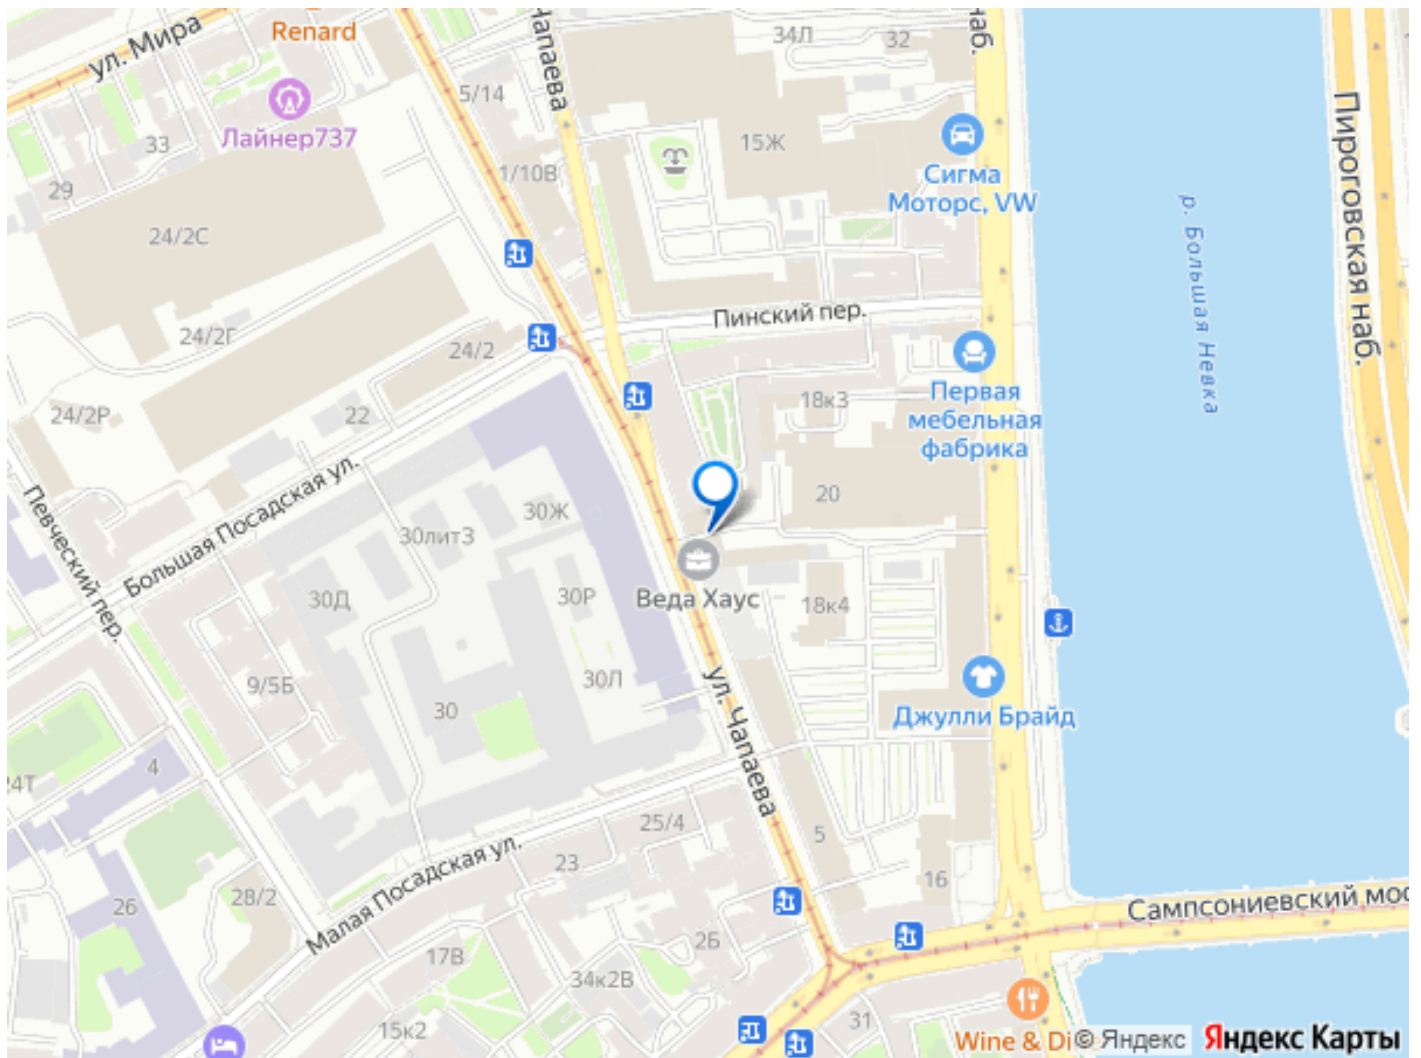 Renard
ул. Мира
Чапаева
34Л
32
наб.
5/14
Лайнер737
33
15Ж
1/10В
29
Сигма
Моторс, VW
Пироговская наб.
р. Большая Невка
24/2С
Пинский пер.
24/2Г
24/2
24/2Р
22
18к3
Первая
мебельная
фабрика
Большая Посадская ул.
Певческий пер.
20
30Ж
30лит3
30Д
30Р
Веда Хаус
18к4
9/5Б
30
30Л
ул. Чапаева
Джулли Брайд
4
24Т
25/4
5
23
16
Малая Посадская ул.
28/2
26
Сампсониевский мос
17В
2Б
34к2В
15к2
31
Wine & Di
© Яндекс
Яндекс Карты